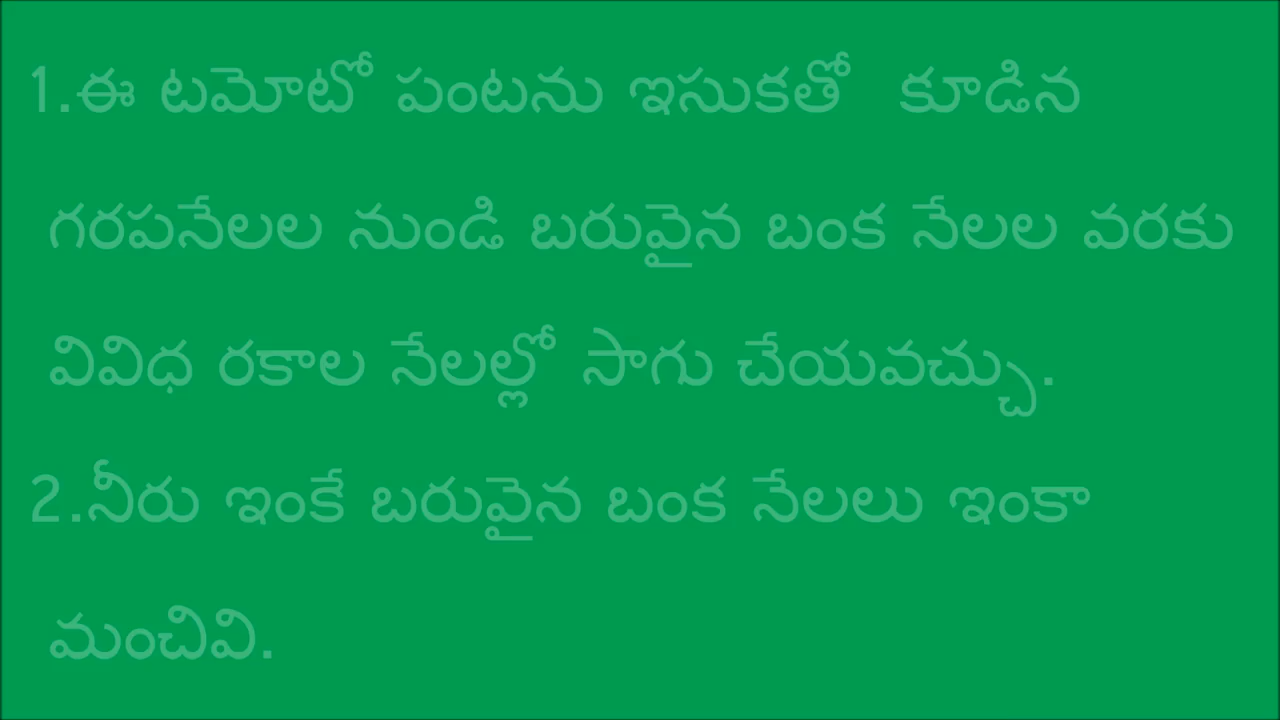 1.ఈ టమోటో పంటను ఇసుకతో  కూడిన
గరపనేలల నుండి బరువైన బంక నేలల వరకు
వివిధ రకాల నేలల్లో సాగు చేయవచ్చు.
2.నీరు ఇంకే బరువైన బంక నేలలు ఇంకా
మంచివి.